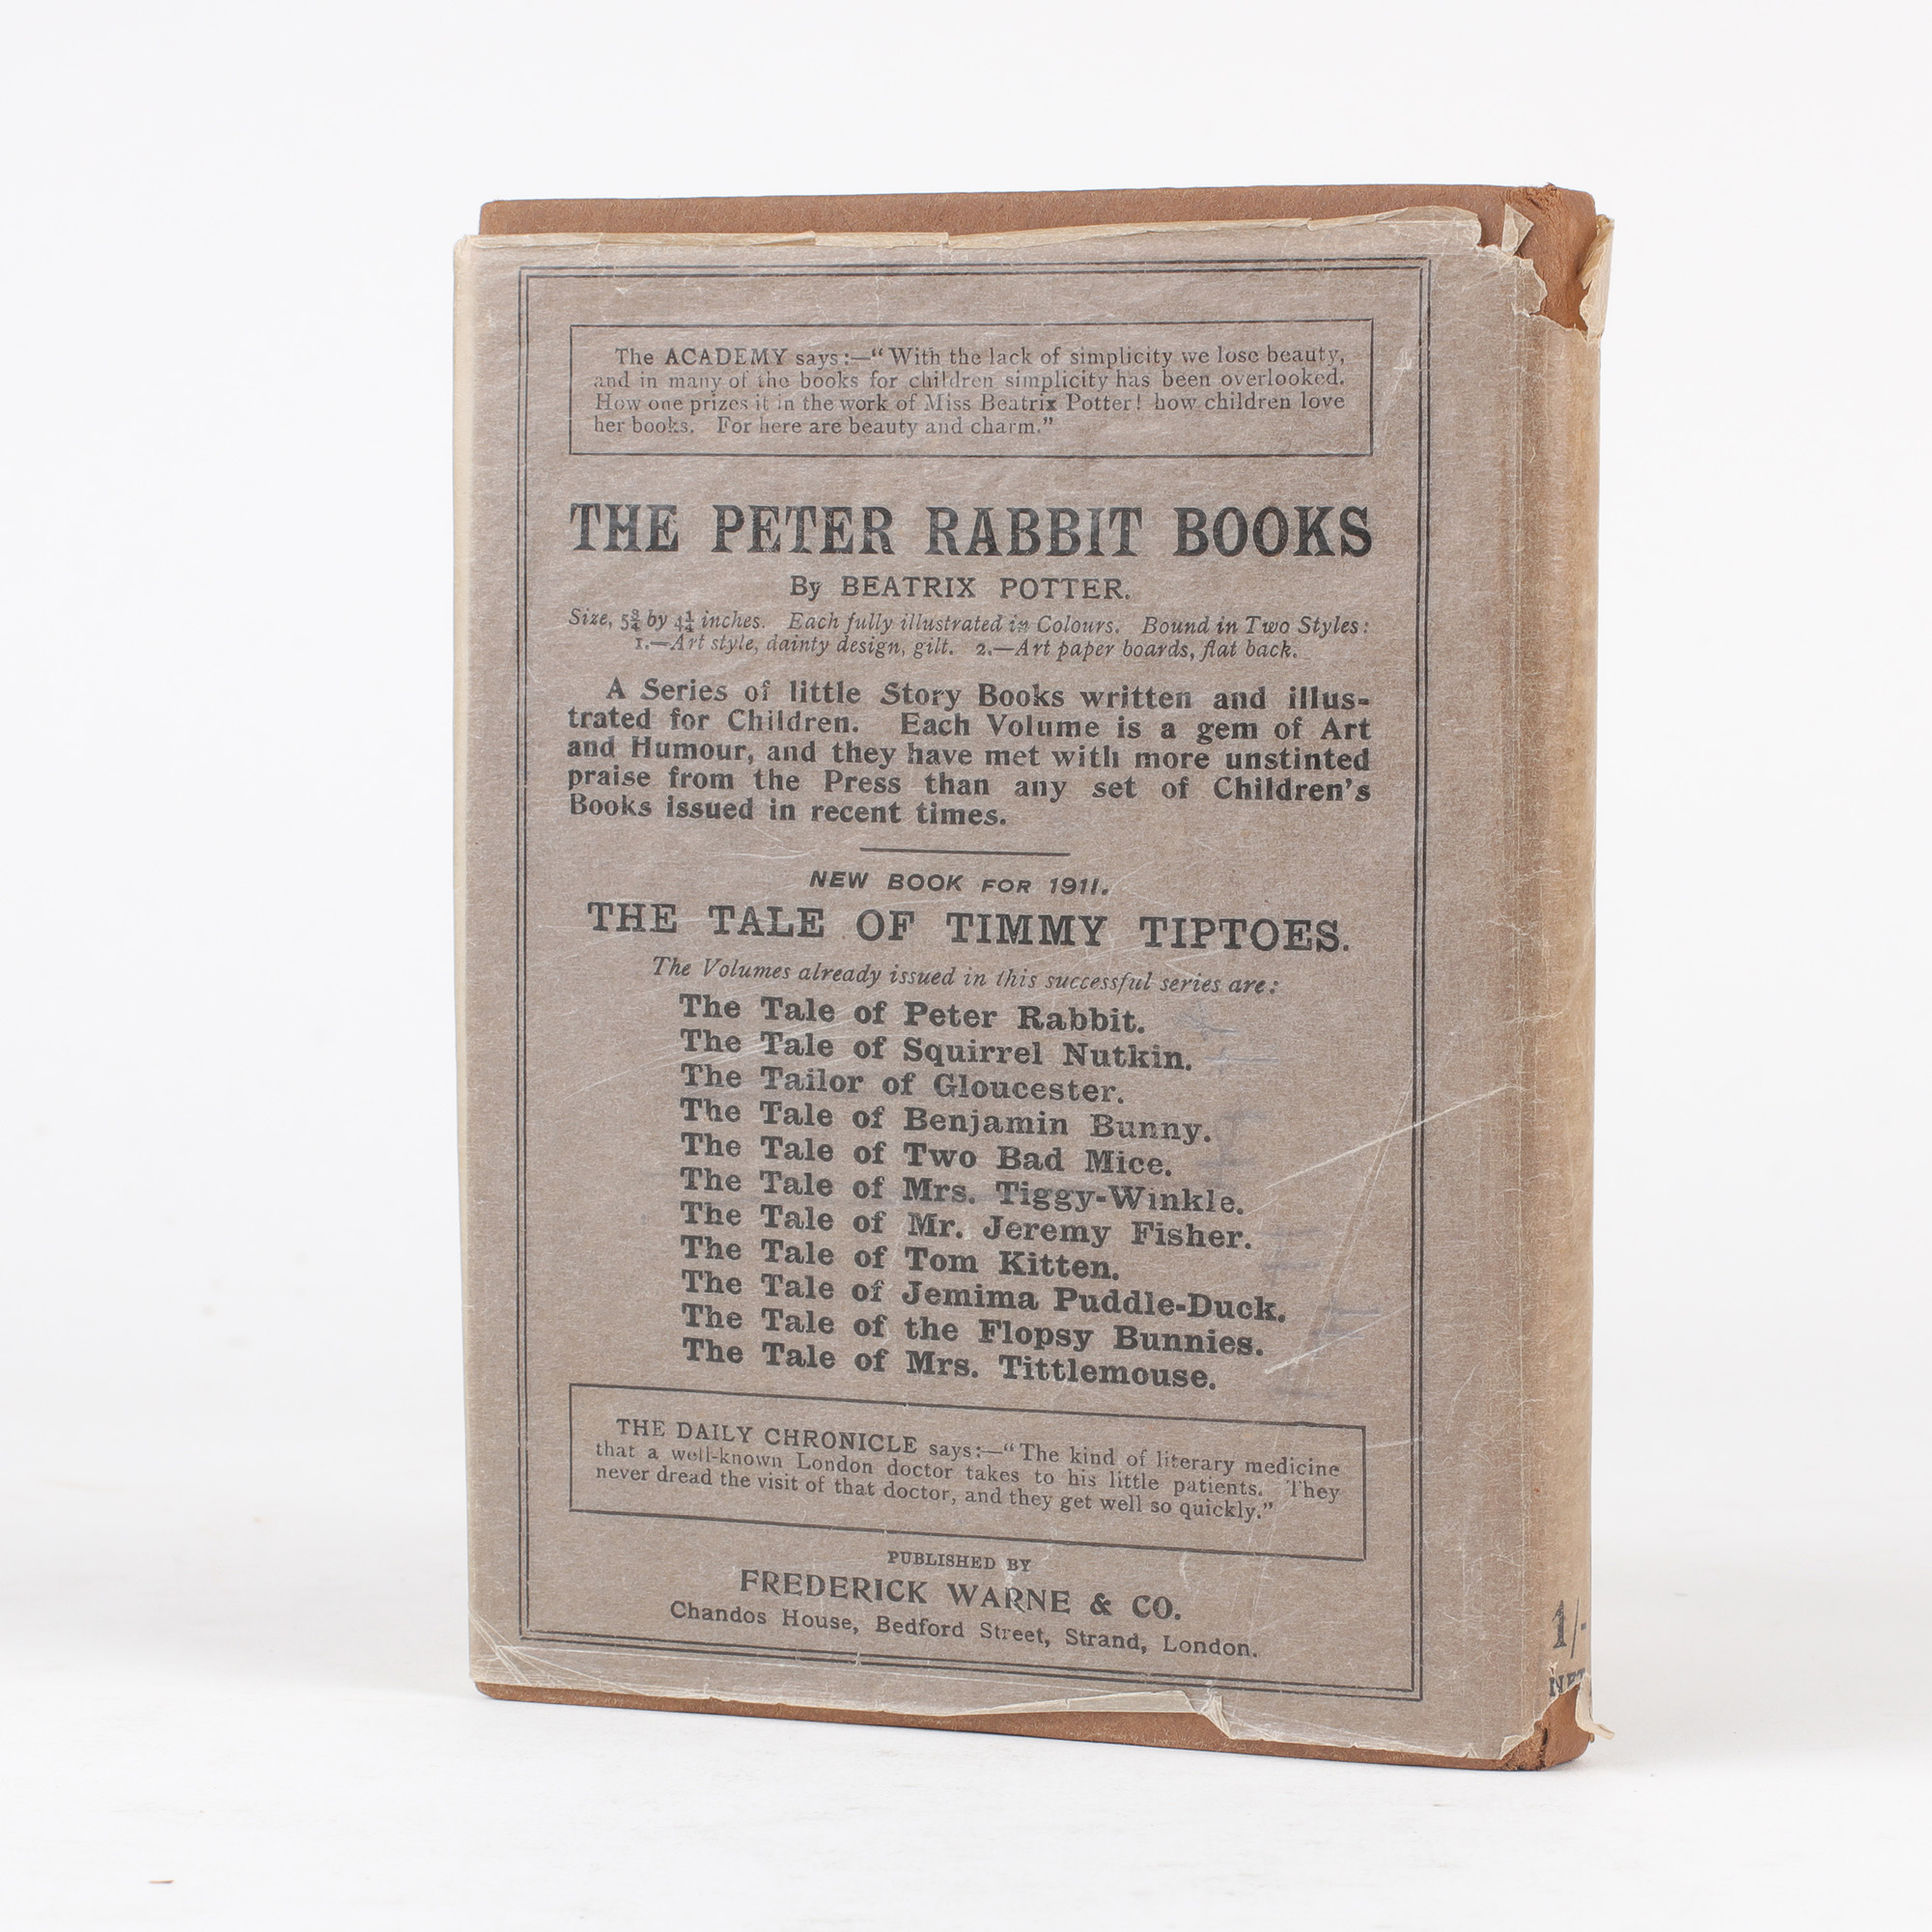 The ACADEMY says:—“With the lack of simplicity we lose beauty,
and in many of the books for children simplicity has been overlooked.
How one prizes it in the work of Miss Beatrix Potter! how children love
her books. For here are beauty and charm.”
THE PETER RABBIT BOOKS
By BEATRIX POTTER.
Size, 5¾ by 4¼ inches. Each fully illustrated in Colours. Bound in Two Styles:
1.—Art style, dainty design, gilt. 2.—Art paper boards, flat back.
A Series of little Story Books written and illus-
trated for Children. Each Volume is a gem of Art
and Humour, and they have met with more unstinted
praise from the Press than any set of Children’s
Books issued in recent times.
NEW BOOK FOR 1911.
THE TALE OF TIMMY TIPTOES.
The Volumes already issued in this successful series are:
The Tale of Peter Rabbit.
The Tale of Squirrel Nutkin.
The Tailor of Gloucester.
The Tale of Benjamin Bunny.
The Tale of Two Bad Mice.
The Tale of Mrs. Tiggy-Winkle.
The Tale of Mr. Jeremy Fisher.
The Tale of Tom Kitten.
The Tale of Jemima Puddle-Duck.
The Tale of the Flopsy Bunnies.
The Tale of Mrs. Tittlemouse.
THE DAILY CHRONICLE says:—“The kind of literary medicine
that a well-known London doctor takes to his little patients. They
never dread the visit of that doctor, and they get well so quickly.”
PUBLISHED BY
FREDERICK WARNE & CO.
Chandos House, Bedford Street, Strand, London.
1/-
NET